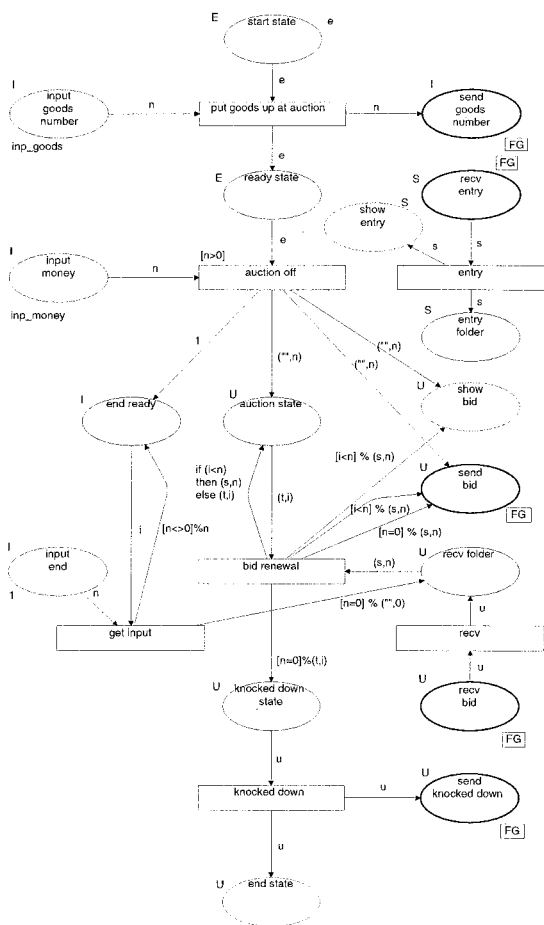 E
start state
e
e
I
input
goods
number
n
put goods up at auction
n
I
send
goods
number
inp_goods
FG
FG
e
E
ready state
S
recv
entry
S
show
entry
e
s
s
I
input
money
n
[n>0]
auction off
entry
inp_money
s
S
entry
folder
1
("",n)
("",n)
("",n)
I
end ready
U
auction state
U
show
bid
if (i<n)
then (s,n)
else (t,i)
[i<n] % (s,n)
U
send
bid
i
[n<>0]%n
(t,i)
[i<n] % (s,n)
FG
[n=0] % (s,n)
I
input
end
1
n
bid renewal
(s,n)
U
recv folder
[n=0] % ("",0)
u
get input
recv
[n=0]%(t,i)
u
U
knocked down
state
U
recv
bid
FG
u
knocked down
u
U
send
knocked down
FG
u
U
end state